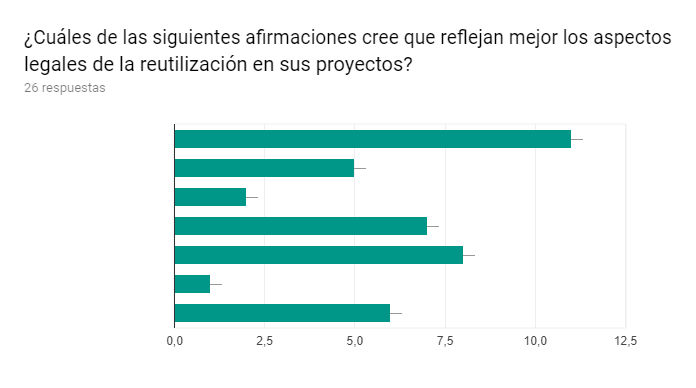 ¿Cuáles de las siguientes afirmaciones cree que reflejan mejor los aspectos
legales de la reutilización en sus proyectos?
26 respuestas
0,0 2,5 5,0 7,5 10,0 12,5